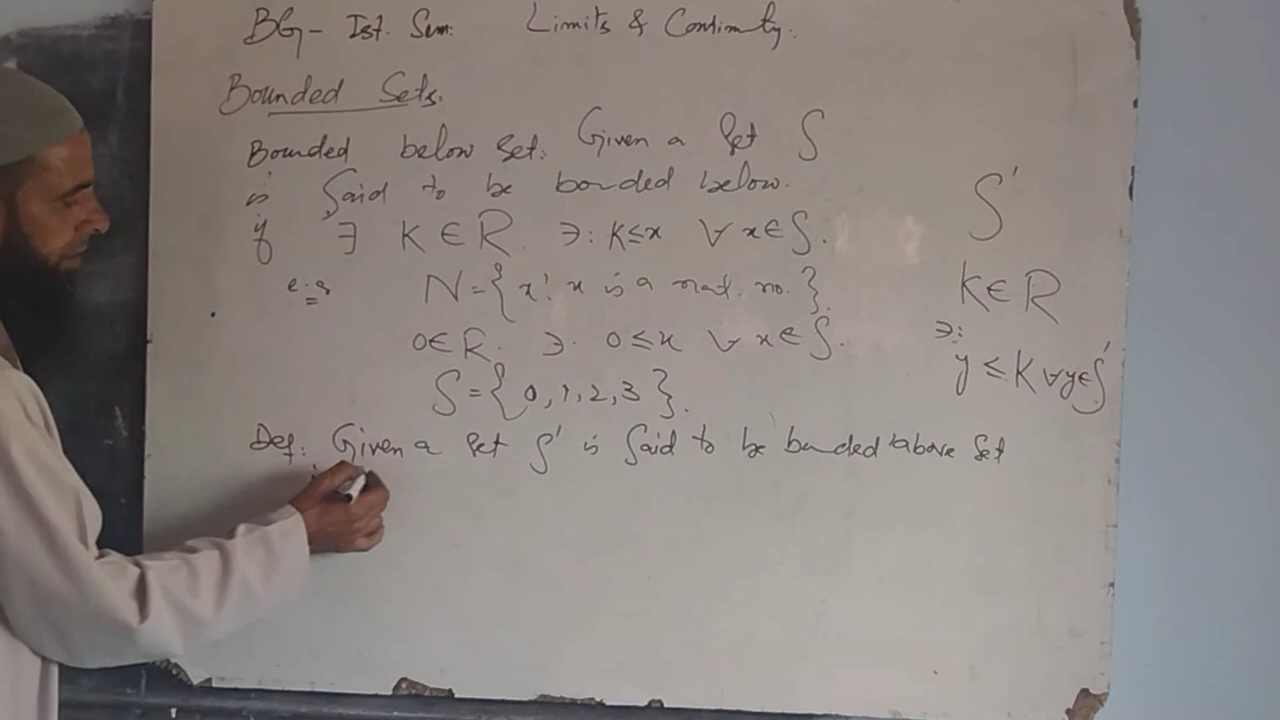 BG - Ist. Sem. Limits & Continuity.
Bounded Sets.
Bounded below Set. Given a Set S
is Said to be bounded below.
if ∃ K ∈ R. ∋: K≤x ∀ x∈S.
e.g. N = {x: x is a nat. no.}.
0∈R. ∋. 0≤x ∀ x∈S.
S = {0,1,2,3}.
Def: Given a Set S' is Said to be bounded above Set
S'
K∈R
∋:
y ≤ K ∀y∈S'